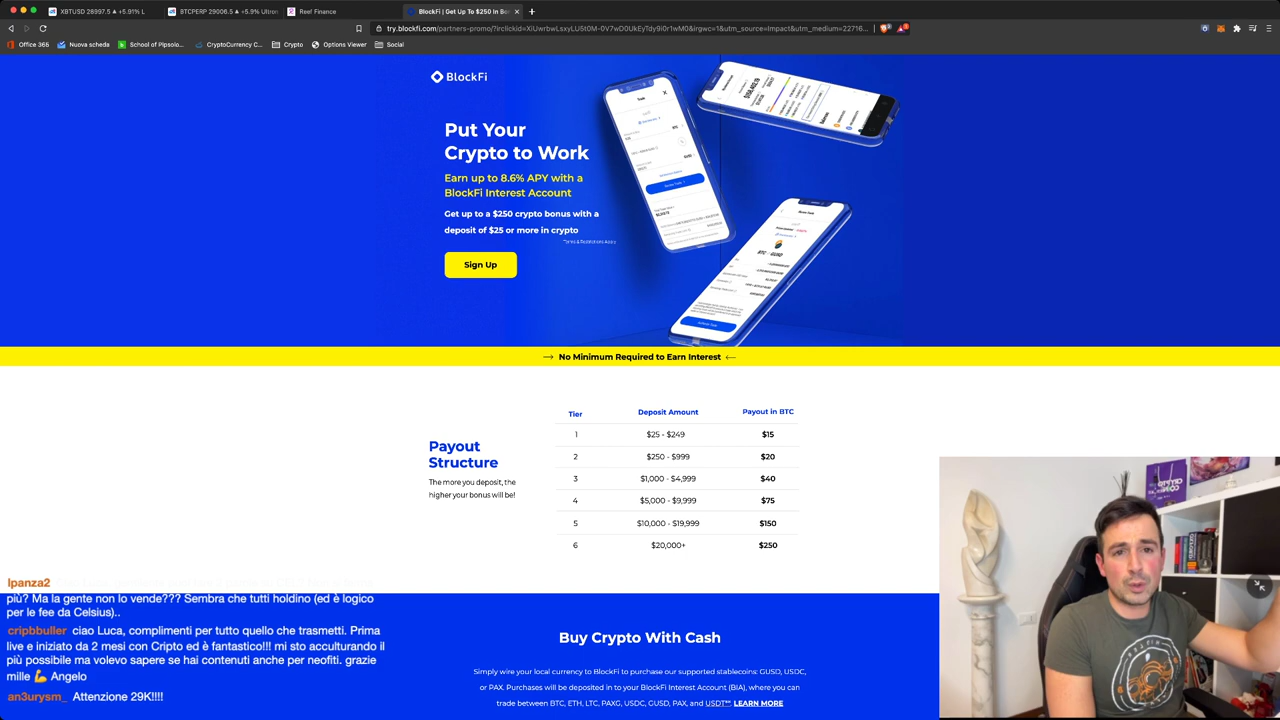 XBTUSD 28997.5 ▲ +5.91% L
BTCPERP 29006.5 ▲ +5.9% Ultron
Reef Finance
BlockFi | Get Up To $250 In Bo
Office 365
Nuova scheda
School of Pipsolo...
CryptoCurrency C...
Crypto
Options Viewer
Social
BlockFi
Put Your
Crypto to Work
Earn up to 8.6% APY with a
BlockFi Interest Account
Get up to a $250 crypto bonus with a
deposit of $25 or more in crypto
Sign Up
→ No Minimum Required to Earn Interest ←
Payout
Structure
The more you deposit, the
higher your bonus will be!
Tier Deposit Amount Payout in BTC
1 $25 - $249 $15
2 $250 - $999 $20
3 $1,000 - $4,999 $40
4 $5,000 - $9,999 $75
5 $10,000 - $19,999 $150
6 $20,000+ $250
Buy Crypto With Cash
Simply wire your local currency to BlockFi to purchase our supported stablecoins: GUSD, USDC,
or PAX. Purchases will be deposited in to your BlockFi Interest Account (BIA), where you can
trade between BTC, ETH, LTC, PAXG, USDC, GUSD, PAX, and USDT**. LEARN MORE
lpanza2
più? Ma la gente non lo vende??? Sembra che tutti holdino (ed è logico
per le fee da Celsius)..
cripbbuller ciao Luca, complimenti per tutto quello che trasmetti. Prima
live e iniziato da 2 mesi con Cripto ed è fantastico!!! mi sto acculturando il
più possibile ma volevo sapere se hai contenuti anche per neofiti. grazie
mille 💪 Angelo
an3urysm_ Attenzione 29K!!!!